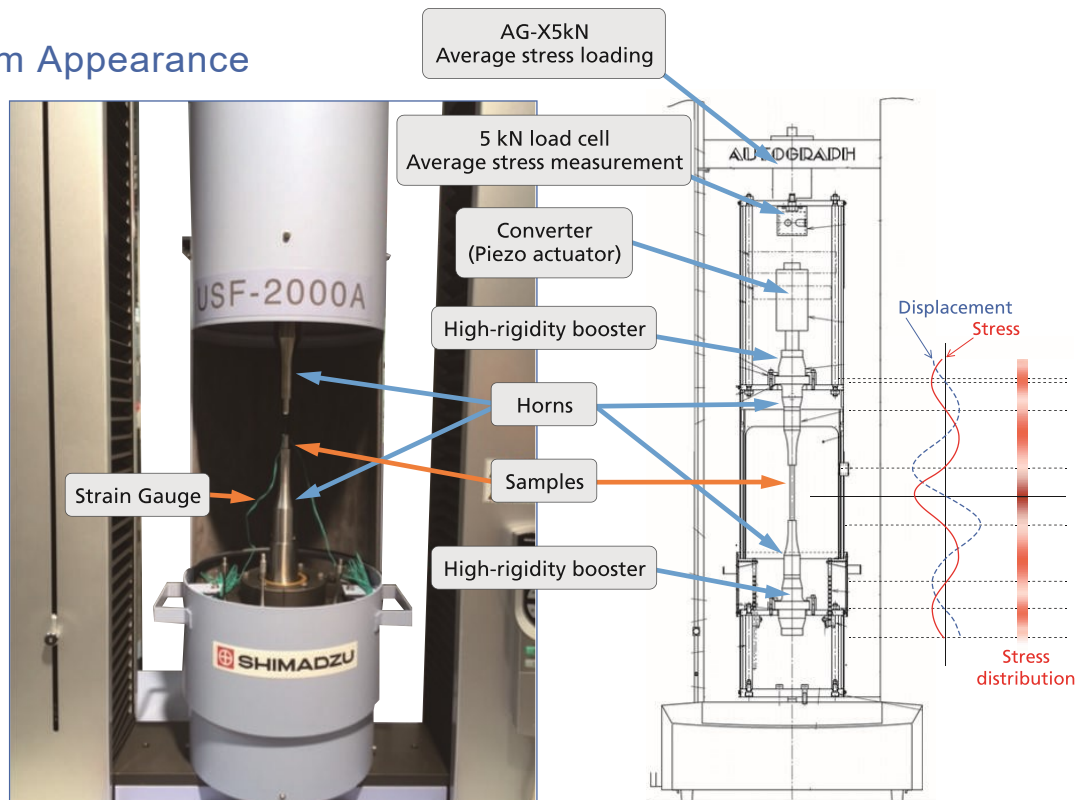 m Appearance
AG-X5kN
Average stress loading
5 kN load cell
Average stress measurement
AUTOGRAPH
Converter
(Piezo actuator)
USF-2000A
High-rigidity booster
Displacement
Stress
Horns
Samples
Strain Gauge
High-rigidity booster
SHIMADZU
Stress
distribution